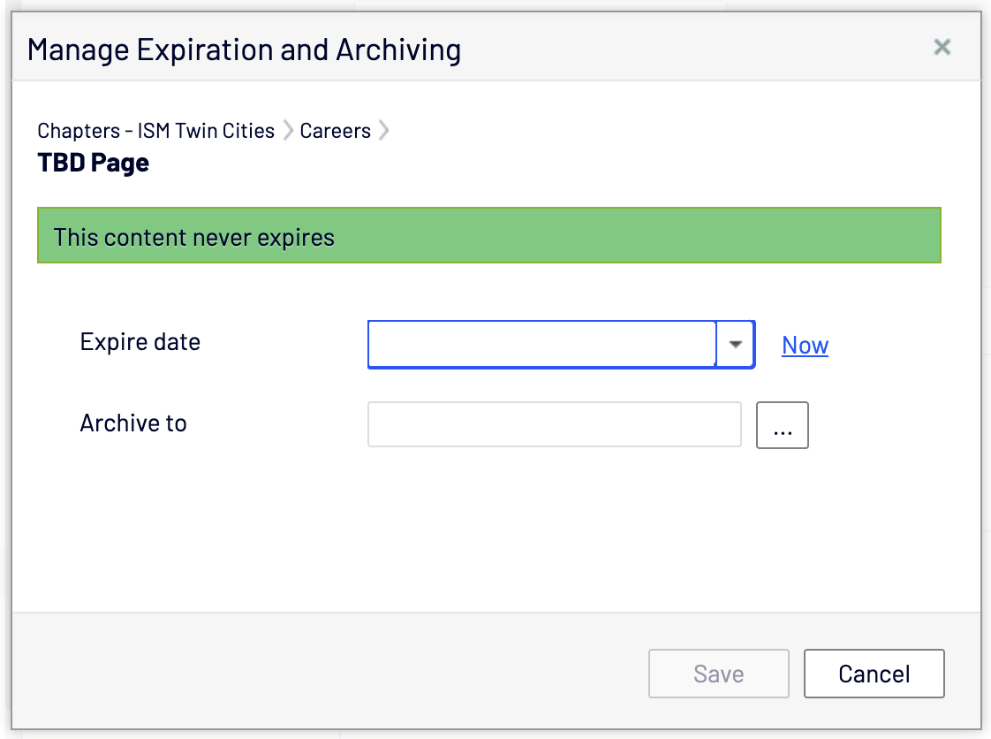 Manage Expiration and Archiving
Chapters - ISM Twin Cities Careers
TBD Page
This content never expires
Expire date Now
Archive to ...
Save Cancel